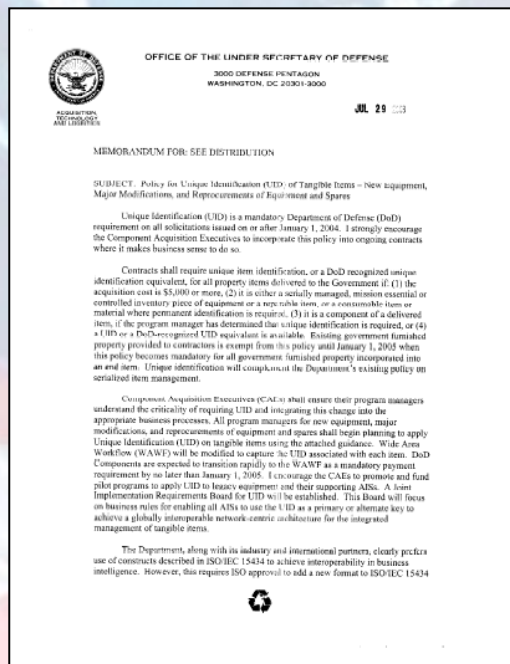 OFFICE OF THE UNDER SECRETARY OF DEFENSE
3000 DEFENSE PENTAGON
WASHINGTON, DC 20301-3000
JUL 29
ACQUISITION,
TECHNOLOGY
AND LOGISTICS
MEMORANDUM FOR: SEE DISTRIBUTION
SUBJECT: Policy for Unique Identification (UID) of Tangible Items – New Equipment,
Major Modifications, and Reprocurements of Equipment and Spares
Unique Identification (UID) is a mandatory Department of Defense (DoD)
requirement on all solicitations issued on or after January 1, 2004. I strongly encourage
the Component Acquisition Executives to incorporate this policy into ongoing contracts
where it makes business sense to do so.
Contracts shall require unique item identification, or a DoD recognized unique
identification equivalent, for all property items delivered to the Government if: (1) the
acquisition cost is $5,000 or more, (2) it is either a serially managed, mission essential or
controlled inventory piece of equipment or a reparable item, or a consumable item or
material where permanent identification is required, (3) it is a component of a delivered
item, if the program manager has determined that unique identification is required, or (4)
a UID or a DoD-recognized UID equivalent is available. Existing government furnished
property provided to contractors is exempt from this policy until January 1, 2005 when
this policy becomes mandatory for all government furnished property incorporated into
an end item. Unique identification will complement the Department's existing policy on
serialized item management.
Component Acquisition Executives (CAEs) shall ensure their program managers
understand the criticality of requiring UID and integrating this change into the
appropriate business processes. All program managers for new equipment, major
modifications, and reprocurements of equipment and spares shall begin planning to apply
Unique Identification (UID) on tangible items using the attached guidance. Wide Area
Workflow (WAWF) will be modified to capture the UID associated with each item. DoD
Components are expected to transition rapidly to the WAWF as a mandatory payment
requirement by no later than January 1, 2005. I encourage the CAEs to promote and fund
pilot programs to apply UID to legacy equipment and their supporting AISs. A Joint
Implementation Requirements Board for UID will be established. This Board will focus
on business rules for enabling all AISs to use the UID as a primary or alternate key to
achieve a globally interoperable network-centric architecture for the integrated
management of tangible items.
The Department, along with its industry and international partners, clearly prefers
use of constructs described in ISO/IEC 15434 to achieve interoperability in business
intelligence. However, this requires ISO approval to add a new format to ISO/IEC 15434